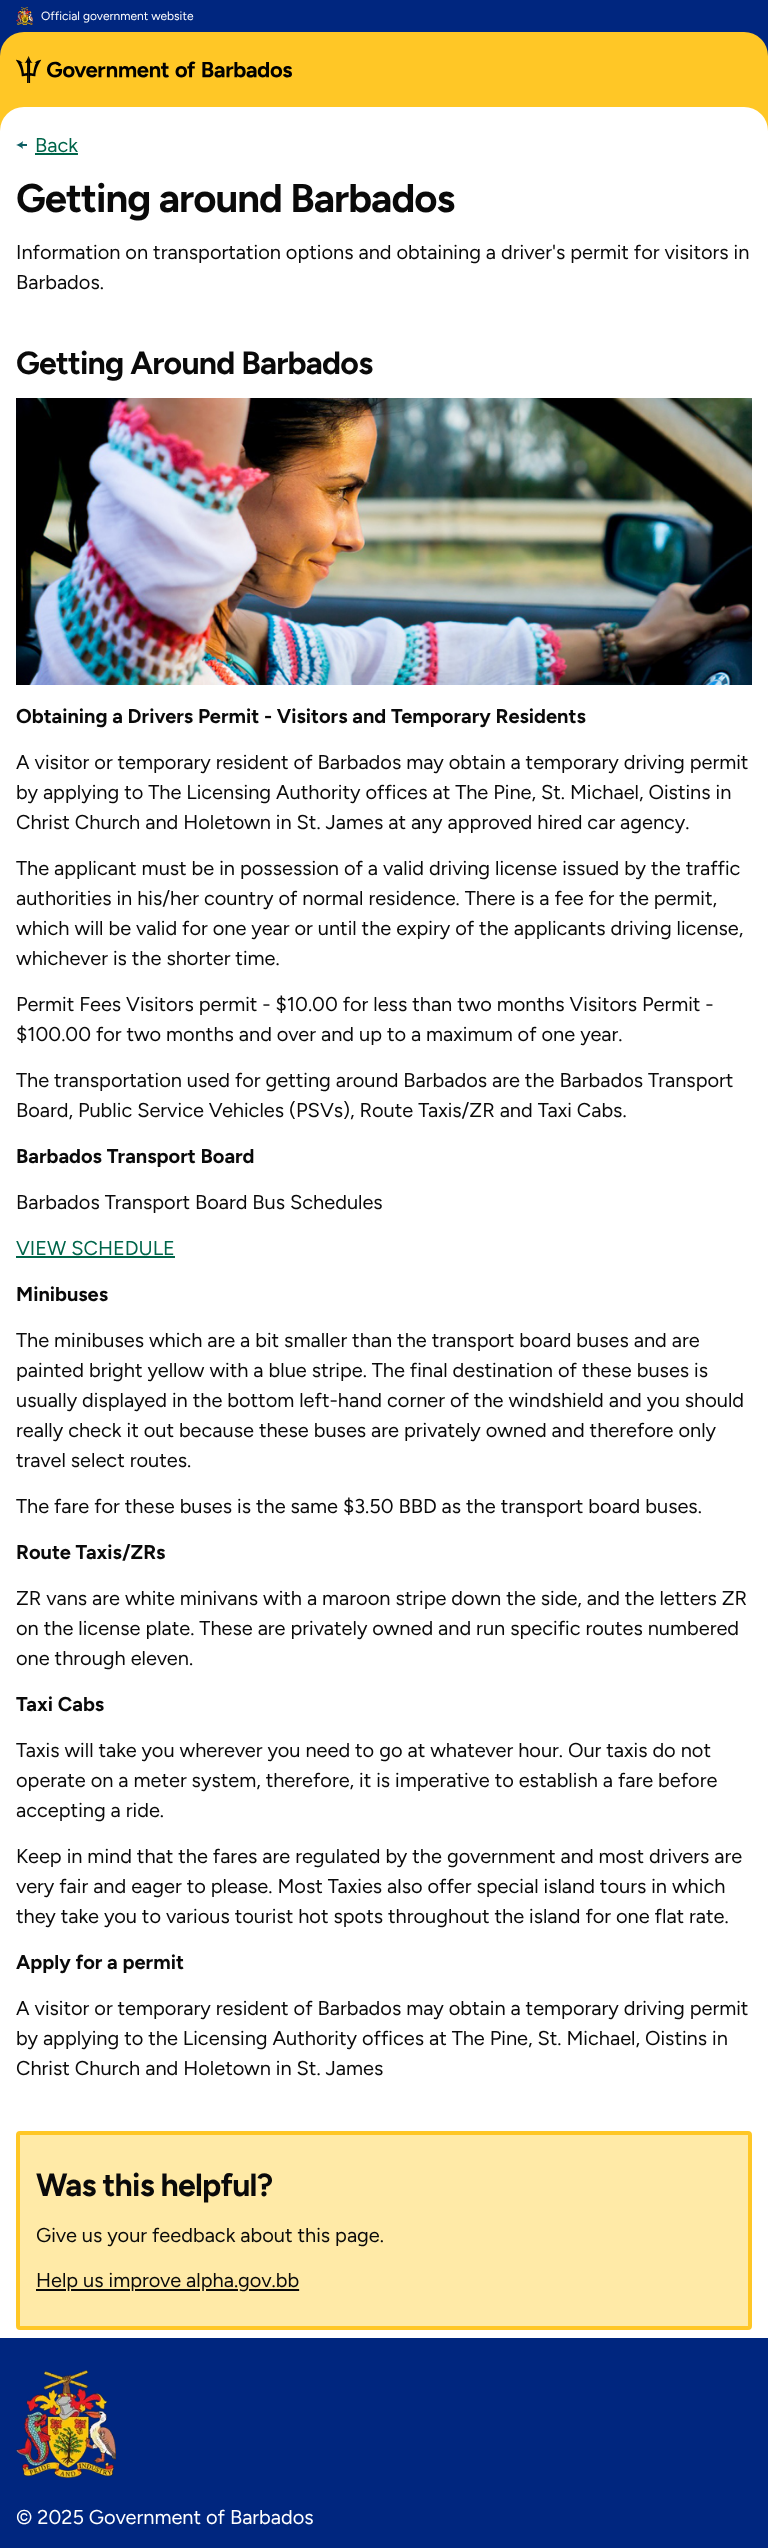 Official government website
Government of Barbados
← Back
Getting around Barbados
Information on transportation options and obtaining a driver's permit for visitors in
Barbados.
Getting Around Barbados
Obtaining a Drivers Permit - Visitors and Temporary Residents
A visitor or temporary resident of Barbados may obtain a temporary driving permit
by applying to The Licensing Authority offices at The Pine, St. Michael, Oistins in
Christ Church and Holetown in St. James at any approved hired car agency.
The applicant must be in possession of a valid driving license issued by the traffic
authorities in his/her country of normal residence. There is a fee for the permit,
which will be valid for one year or until the expiry of the applicants driving license,
whichever is the shorter time.
Permit Fees Visitors permit - $10.00 for less than two months Visitors Permit -
$100.00 for two months and over and up to a maximum of one year.
The transportation used for getting around Barbados are the Barbados Transport
Board, Public Service Vehicles (PSVs), Route Taxis/ZR and Taxi Cabs.
Barbados Transport Board
Barbados Transport Board Bus Schedules
VIEW SCHEDULE
Minibuses
The minibuses which are a bit smaller than the transport board buses and are
painted bright yellow with a blue stripe. The final destination of these buses is
usually displayed in the bottom left-hand corner of the windshield and you should
really check it out because these buses are privately owned and therefore only
travel select routes.
The fare for these buses is the same $3.50 BBD as the transport board buses.
Route Taxis/ZRs
ZR vans are white minivans with a maroon stripe down the side, and the letters ZR
on the license plate. These are privately owned and run specific routes numbered
one through eleven.
Taxi Cabs
Taxis will take you wherever you need to go at whatever hour. Our taxis do not
operate on a meter system, therefore, it is imperative to establish a fare before
accepting a ride.
Keep in mind that the fares are regulated by the government and most drivers are
very fair and eager to please. Most Taxies also offer special island tours in which
they take you to various tourist hot spots throughout the island for one flat rate.
Apply for a permit
A visitor or temporary resident of Barbados may obtain a temporary driving permit
by applying to the Licensing Authority offices at The Pine, St. Michael, Oistins in
Christ Church and Holetown in St. James
Was this helpful?
Give us your feedback about this page.
Help us improve alpha.gov.bb
PRIDE AND INDUSTRY
© 2025 Government of Barbados